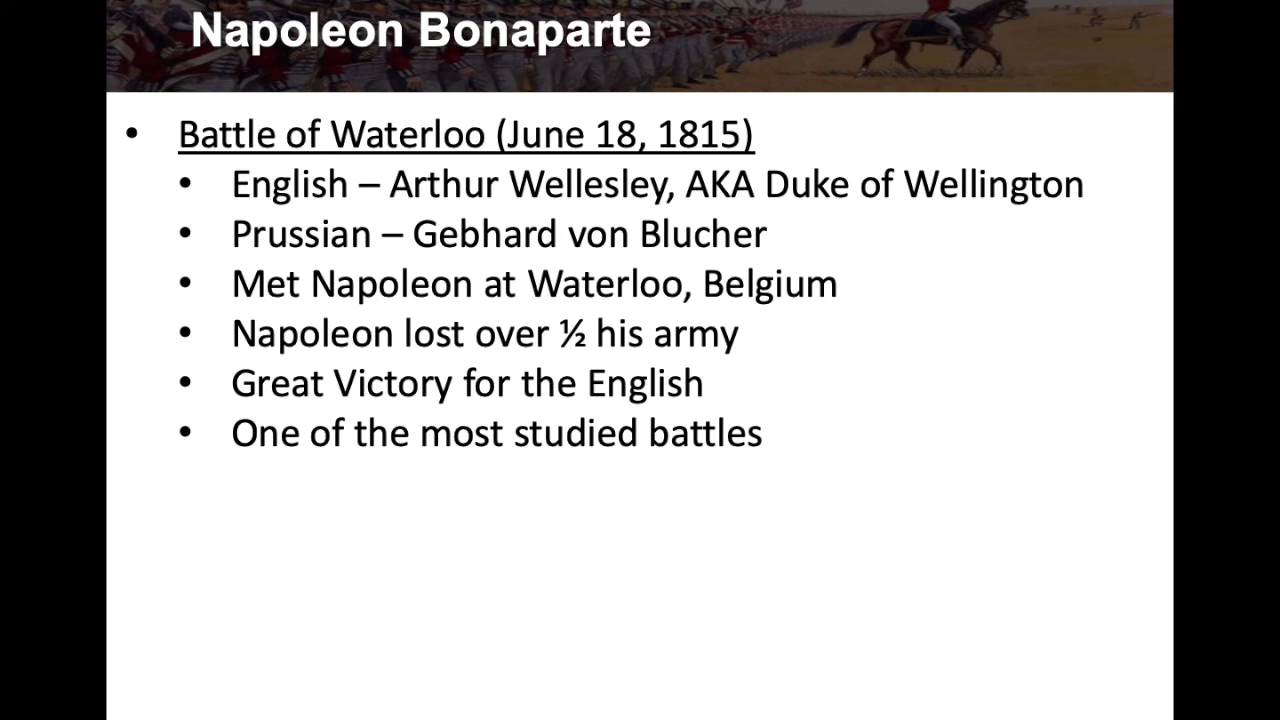 Napoleon Bonaparte
• Battle of Waterloo (June 18, 1815)
• English – Arthur Wellesley, AKA Duke of Wellington
• Prussian – Gebhard von Blucher
• Met Napoleon at Waterloo, Belgium
• Napoleon lost over ½ his army
• Great Victory for the English
• One of the most studied battles